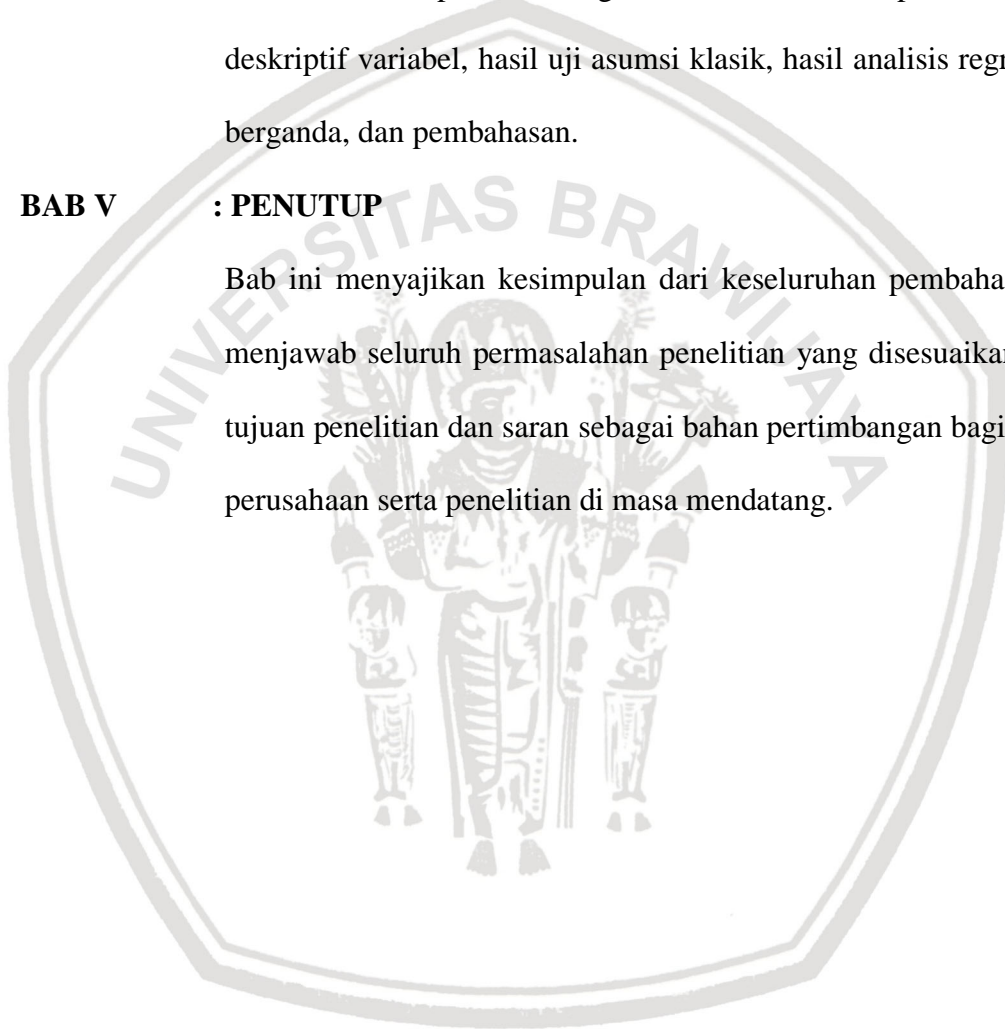 deskriptif variabel, hasil uji asumsi klasik, hasil analisis
berganda, dan pembahasan.
BAB V : PENUTUP
Bab ini menyajikan kesimpulan dari keseluruhan
menjawab seluruh permasalahan penelitian yang disesuaikan
tujuan penelitian dan saran sebagai bahan pertimbangan bagi
perusahaan serta penelitian di masa mendatang.
UNIVERSITAS BRAWIJAYA